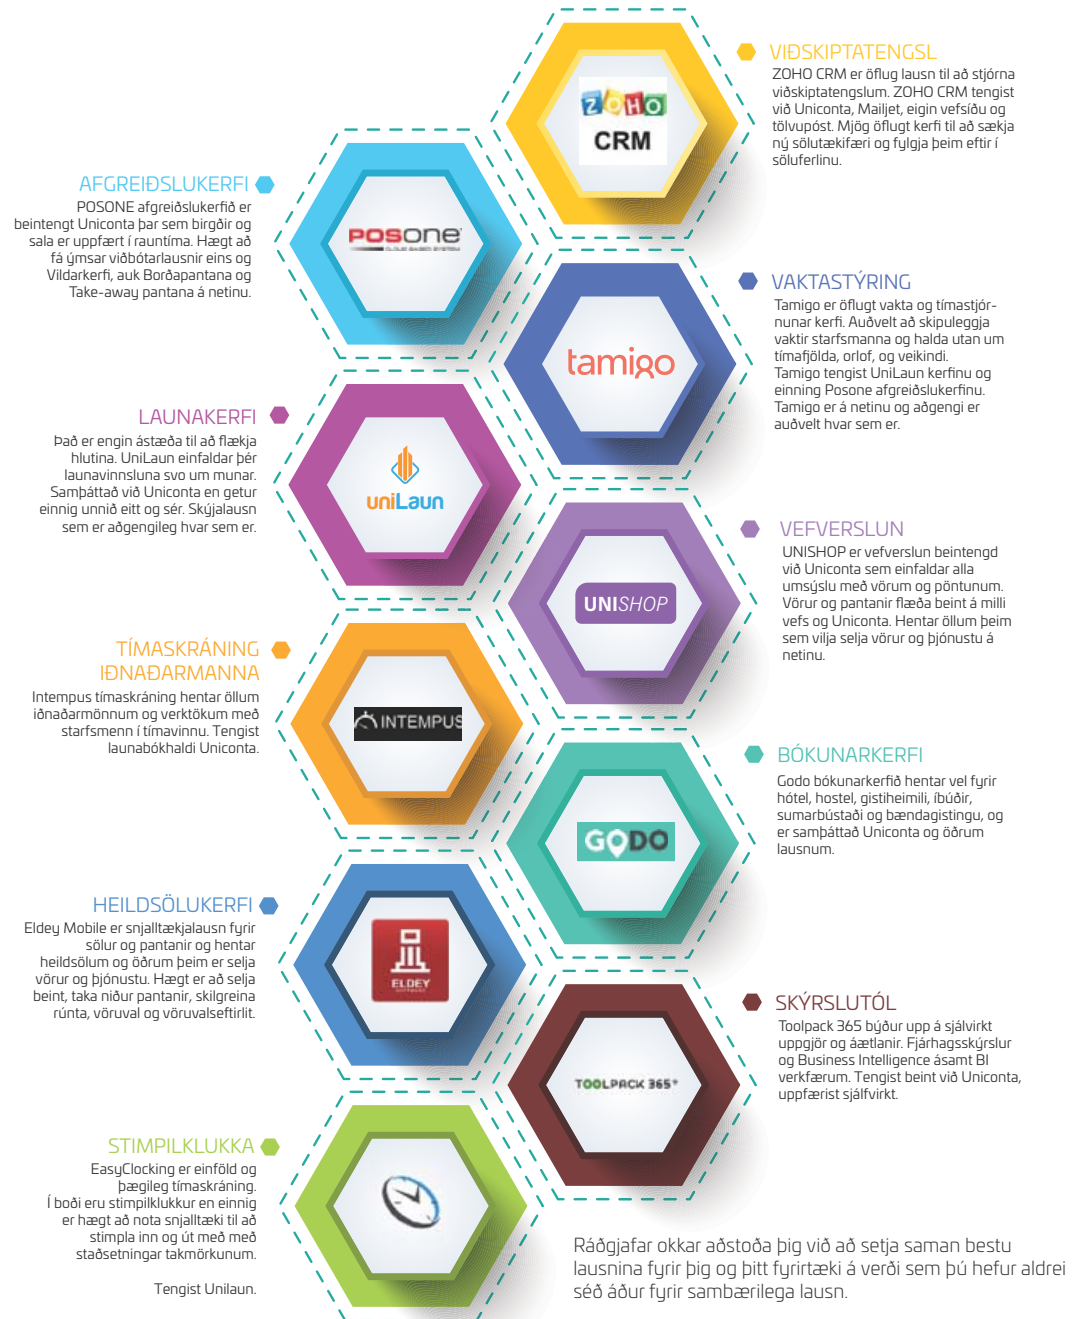 VIÐSKIPTATENGSL
ZOHO CRM er öflug lausn til að stjórna
viðskiptatengslum. ZOHO CRM tengist
við Uniconta, Mailjet, eigin vefsíðu og
tölvupóst. Mjög öflugt kerfi til að sækja
ný sölutækifæri og fylgja þeim eftir í
söluferlinu.
ZOHO
CRM
AFGREIÐSLUKERFI
POSONE afgreiðslukerfið er
beintengt Uniconta þar sem birgðir og
sala er uppfært í rauntíma. Hægt að
fá ýmsar viðbótarlausnir eins og
Vildarkerfi, auk Borðapantana og
Take-away pantana á netinu.
POSONE
CLOUD BASED SYSTEM
VAKTASTÝRING
Tamigo er öflugt vakta og tímastjór-
nunar kerfi. Auðvelt að skipuleggja
vaktir starfsmanna og halda utan um
tímafjölda, orlof, og veikindi.
Tamigo tengist UniLaun kerfinu og
einning Posone afgreiðslukerfinu.
Tamigo er á netinu og aðgengi er
auðvelt hvar sem er.
tamigo
LAUNAKERFI
Það er engin ástæða til að flækja
hlutina. UniLaun einfaldar þér
launavinnsluna svo um munar.
Samþáttað við Uniconta en getur
einnig unnið eitt og sér. Skýjalausn
sem er aðgengileg hvar sem er.
uniLaun
VEFVERSLUN
UNISHOP er vefverslun beintengd
við Uniconta sem einfaldar alla
umsýslu með vörum og pöntunum.
Vörur og pantanir flæða beint á milli
vefs og Uniconta. Hentar öllum þeim
sem vilja selja vörur og þjónustu á
netinu.
UNISHOP
TÍMASKRÁNING
IÐNAÐARMANNA
Intempus tímaskráning hentar öllum
iðnaðarmönnum og verktökum með
starfsmenn í tímavinnu. Tengist
launabókhaldi Uniconta.
INTEMPUS
BÓKUNARKERFI
Godo bókunarkerfið hentar vel fyrir
hótel, hostel, gistiheimili, íbúðir,
sumarbústaði og bændagistingu, og
er samþáttað Uniconta og öðrum
lausnum.
GODO
HEILDSÖLUKERFI
Eldey Mobile er snjalltækjalausn fyrir
sölur og pantanir og hentar
heildsölum og öðrum þeim er selja
vörur og þjónustu. Hægt er að selja
beint, taka niður pantanir, skilgreina
rúnta, vöruval og vöruvalseftirlit.
ELDEY
SKÝRSLUTÓL
Toolpack 365 býður upp á sjálvirkt
uppgjör og áætlanir. Fjárhagsskýrslur
og Business Intelligence ásamt BI
verkfærum. Tengist beint við Uniconta,
uppfærist sjálfvirkt.
TOOLPACK 365
STIMPILKLUKKA
EasyClocking er einföld og
þægileg tímaskráning.
Í boði eru stimpilklukkur en einnig
er hægt að nota snjalltæki til að
stimpla inn og út með með
staðsetningar takmörkunum.
Tengist Unilaun.
Ráðgjafar okkar aðstoða þig við að setja saman bestu
lausnina fyrir þig og þitt fyrirtæki á verði sem þú hefur aldrei
séð áður fyrir sambærilega lausn.